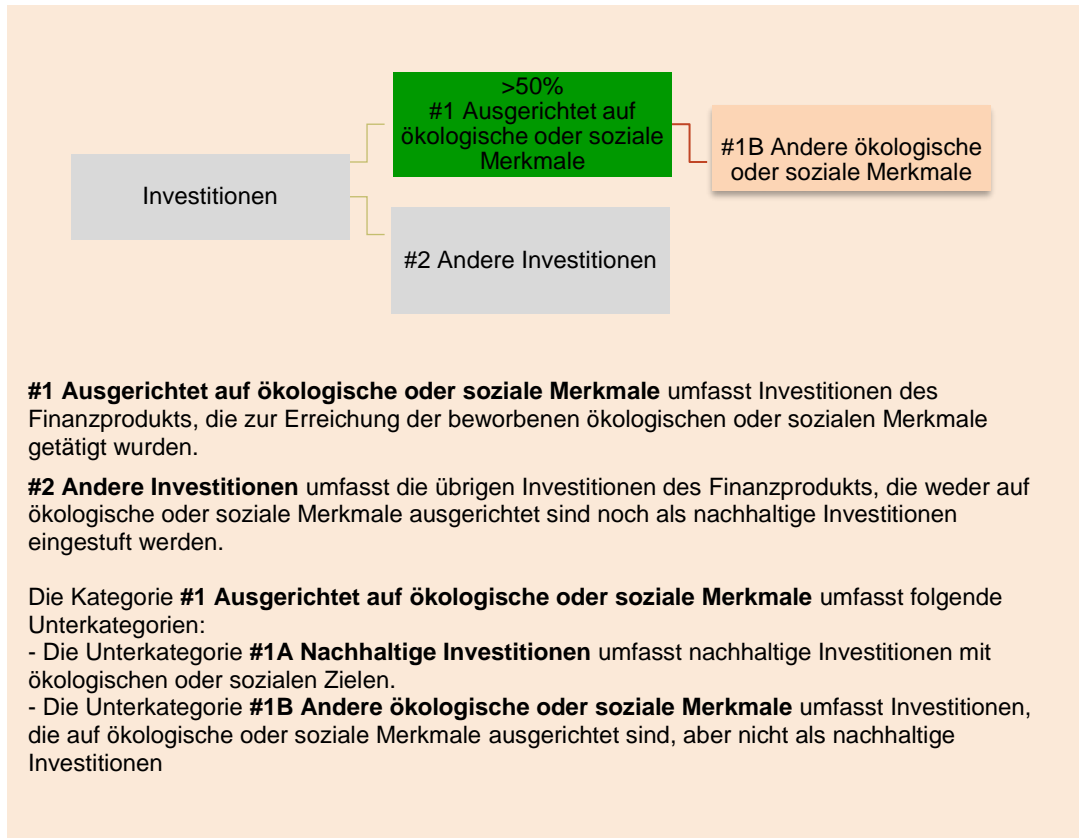 >50%
#1 Ausgerichtet auf
ökologische oder soziale
Merkmale
#1B Andere ökologische
oder soziale Merkmale
Investitionen
#2 Andere Investitionen
#1 Ausgerichtet auf ökologische oder soziale Merkmale umfasst Investitionen des
Finanzprodukts, die zur Erreichung der beworbenen ökologischen oder sozialen Merkmale
getätigt wurden.
#2 Andere Investitionen umfasst die übrigen Investitionen des Finanzprodukts, die weder auf
ökologische oder soziale Merkmale ausgerichtet sind noch als nachhaltige Investitionen
eingestuft werden.
Die Kategorie #1 Ausgerichtet auf ökologische oder soziale Merkmale umfasst folgende
Unterkategorien:
- Die Unterkategorie #1A Nachhaltige Investitionen umfasst nachhaltige Investitionen mit
ökologischen oder sozialen Zielen.
- Die Unterkategorie #1B Andere ökologische oder soziale Merkmale umfasst Investitionen,
die auf ökologische oder soziale Merkmale ausgerichtet sind, aber nicht als nachhaltige
Investitionen